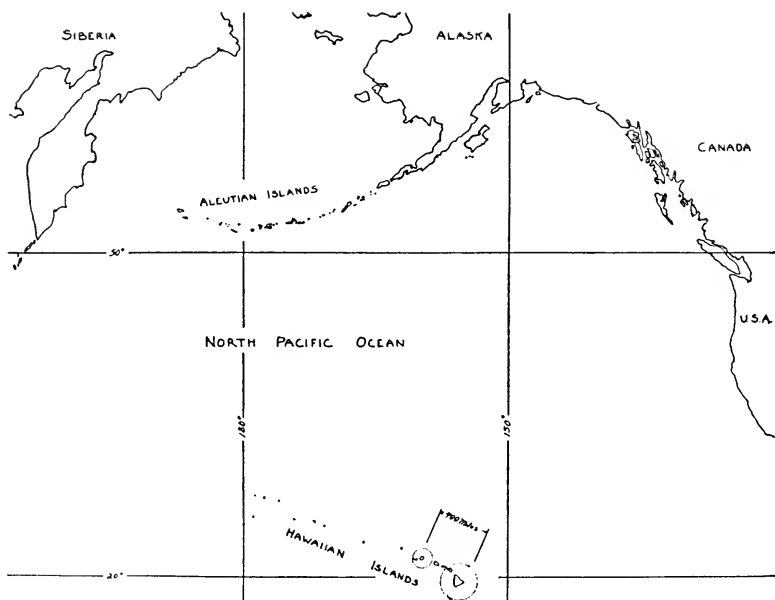 SIBERIA
ALASKA
CANADA
ALEUTIAN ISLANDS
50°
U.S.A.
NORTH PACIFIC OCEAN
180°
150°
HAWAIIAN ISLANDS
20°